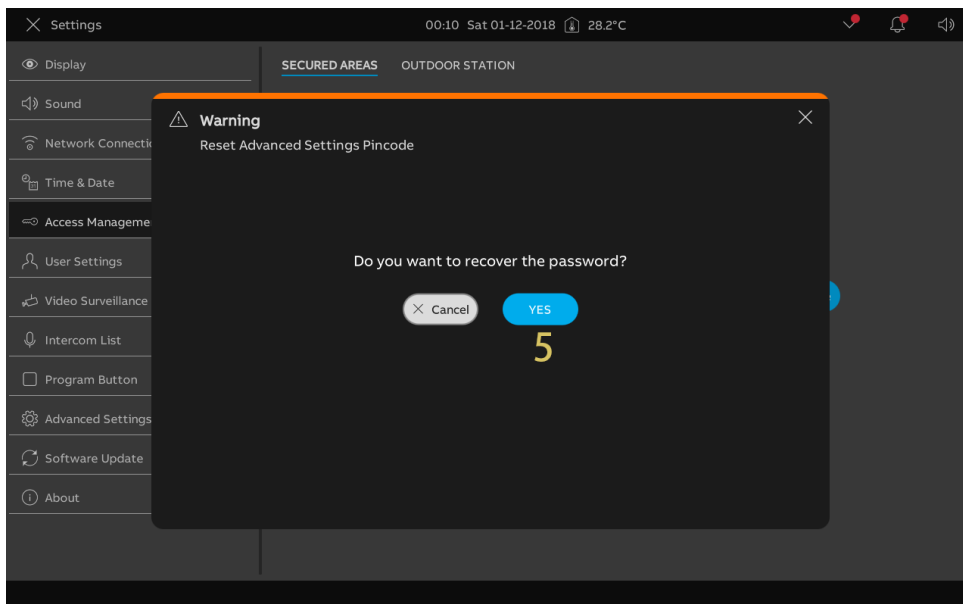 Settings
00:10 Sat 01-12-2018 28.2°C
Display
SECURED AREAS OUTDOOR STATION
Sound
Warning
Reset Advanced Settings Pincode
Network Connectio
Time & Date
Access Manageme
User Settings
Do you want to recover the password?
Video Surveillance
Cancel YES
5
Intercom List
Program Button
Advanced Settings
Software Update
About